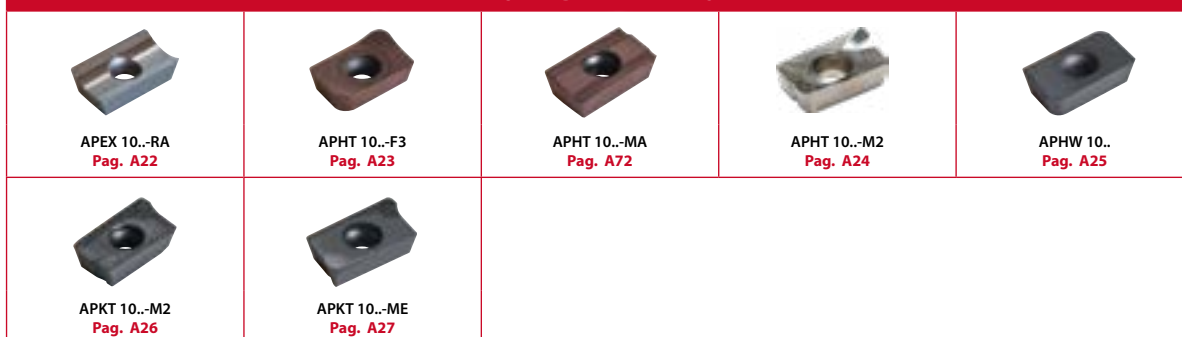 APEX 10..-RA
Pag. A22
APHT 10..-F3
Pag. A23
APHT 10..-MA
Pag. A72
APHT 10..-M2
Pag. A24
APHW 10..
Pag. A25
APKT 10..-M2
Pag. A26
APKT 10..-ME
Pag. A27